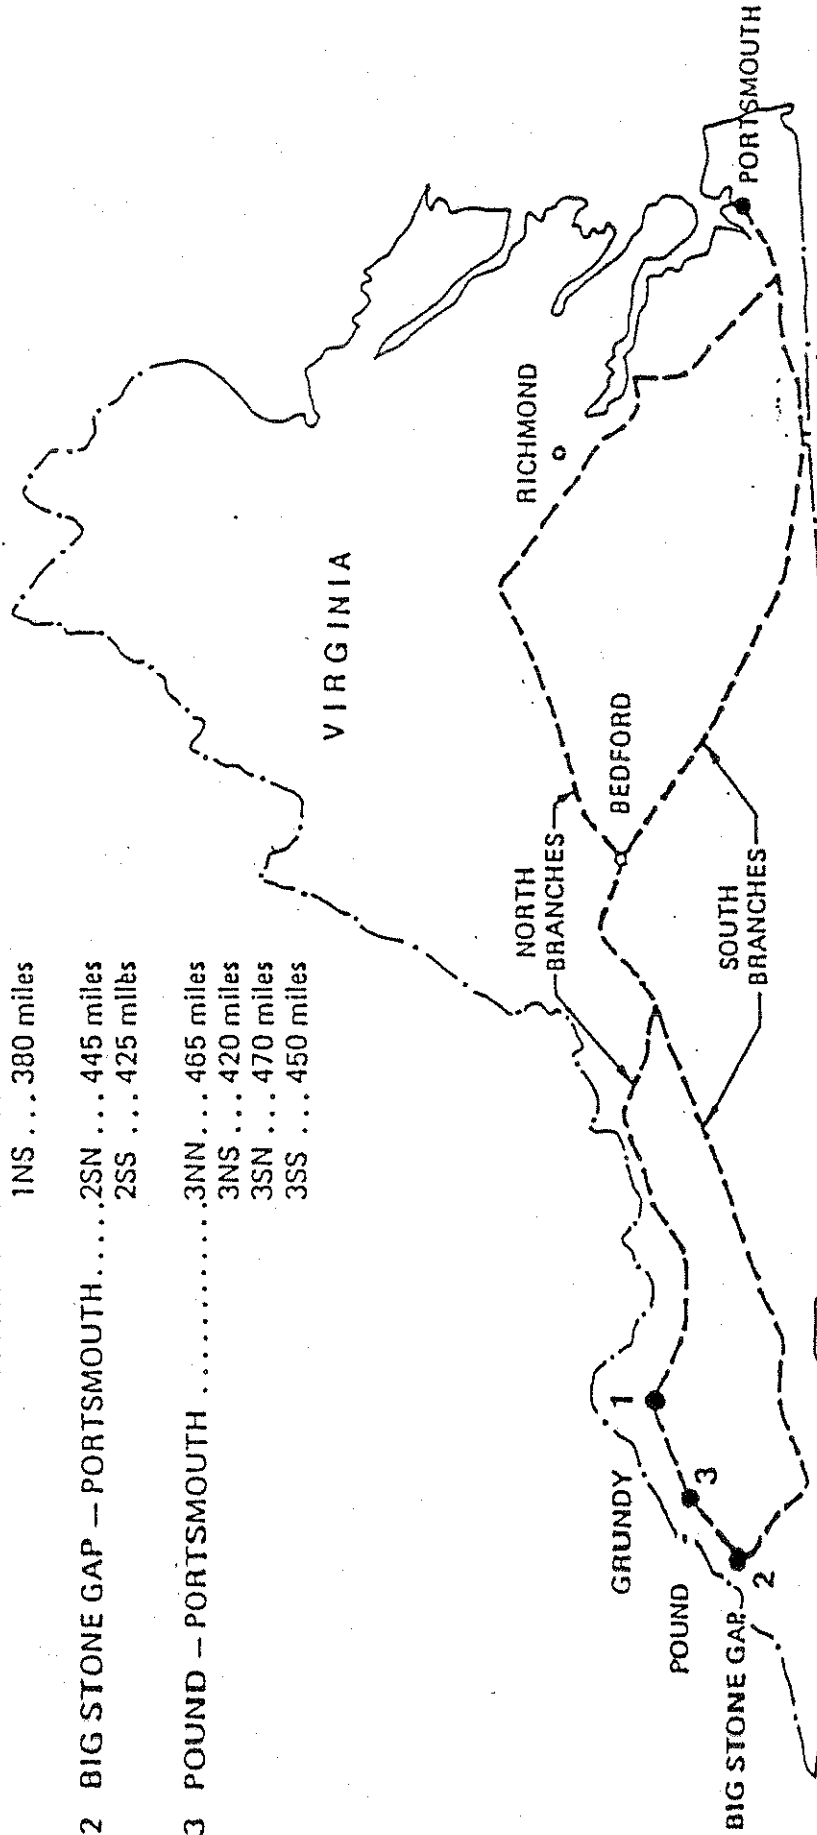 1NS ... 380 miles
2 BIG STONE GAP – PORTSMOUTH.....2SN ... 445 miles
2SS ... 425 miles
3 POUND – PORTSMOUTH ............3NN ... 465 miles
3NS ... 420 miles
3SN ... 470 miles
3SS ... 450 miles
VIRGINIA
RICHMOND
PORTSMOUTH
NORTH
BRANCHES
BEDFORD
SOUTH
BRANCHES
GRUNDY
1
POUND
3
BIG STONE GAP
2